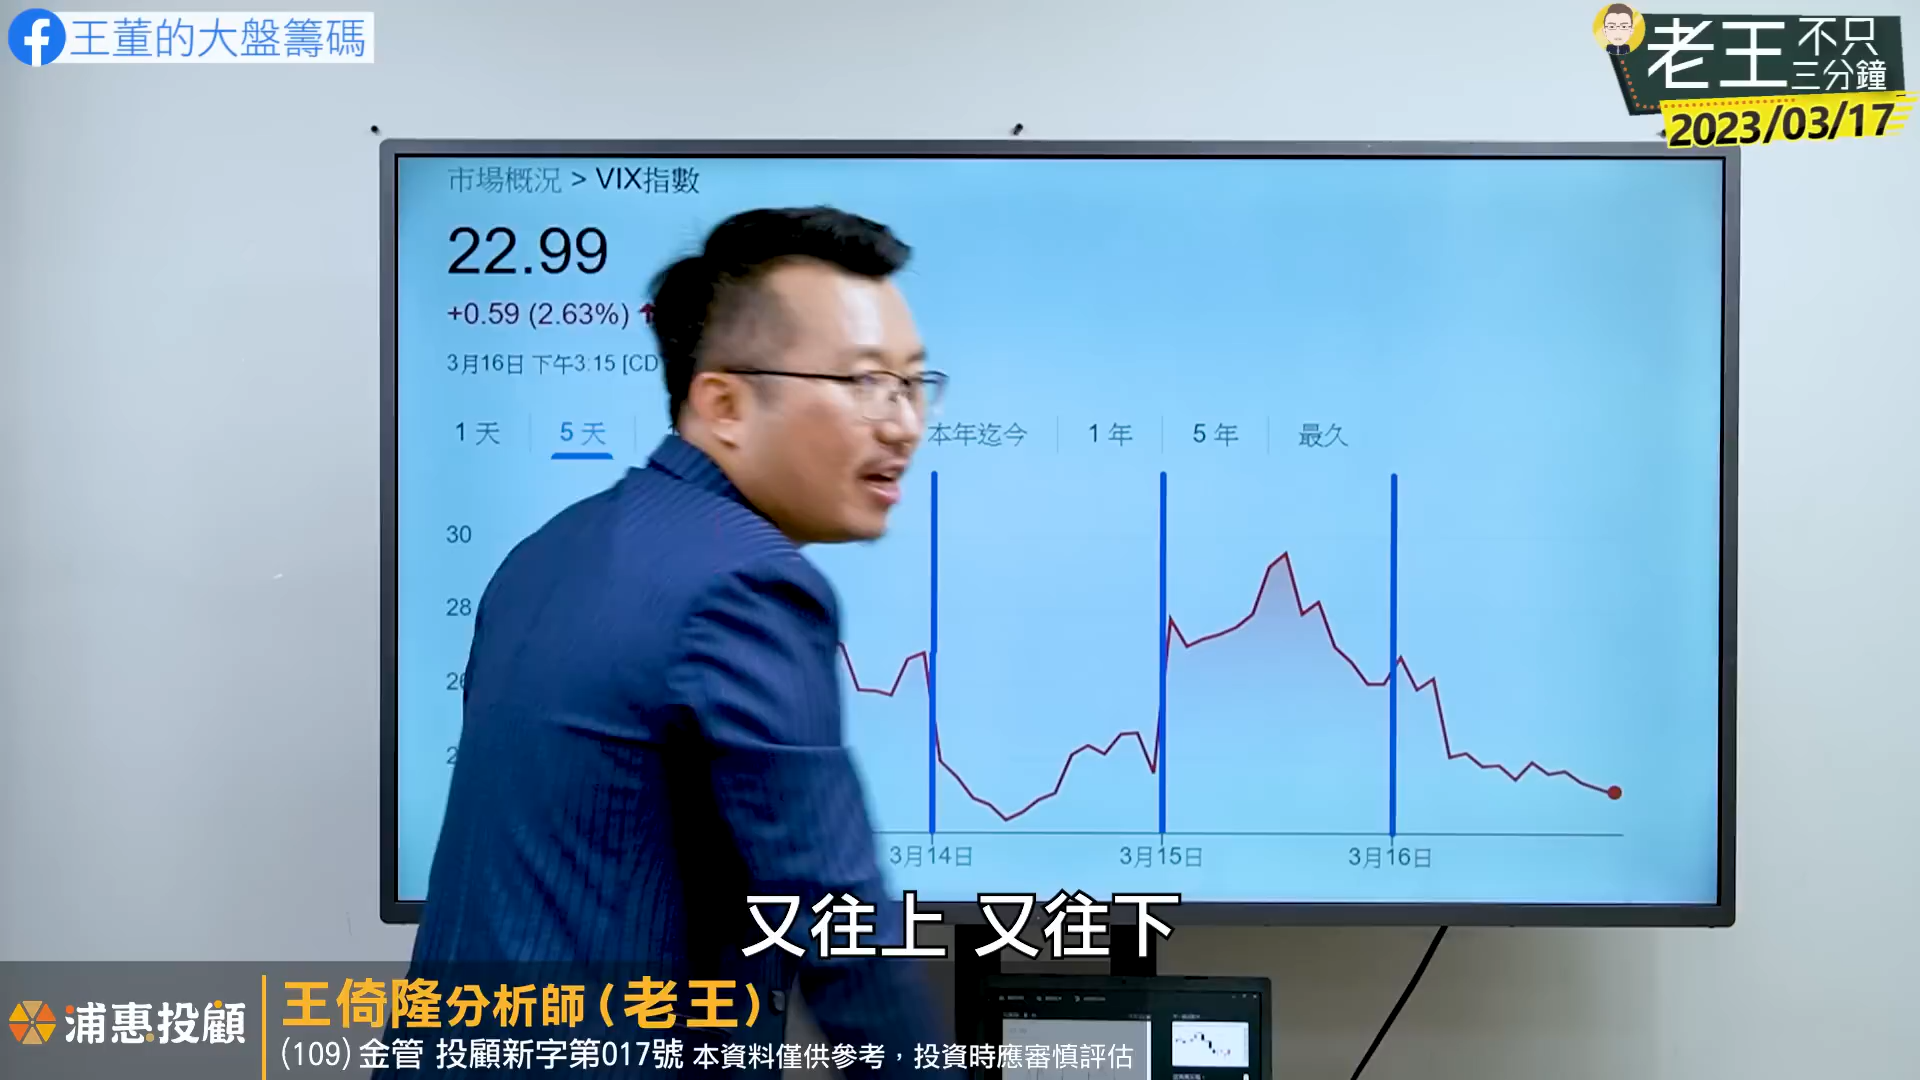 王董的大盤籌碼
老王 不只三分鐘
2023/03/17
市場概況 > VIX指數
22.99
+0.59 (2.63%)
3月16日 下午3:15 [CD
1 天
5 天
本年迄今
1 年
5 年
最久
30
28
26
3月14日
3月15日
3月16日
又往上 又往下
浦惠投顧
王倚隆分析師(老王)
(109) 金管 投顧新字第017號 本資料僅供參考，投資時應審慎評估